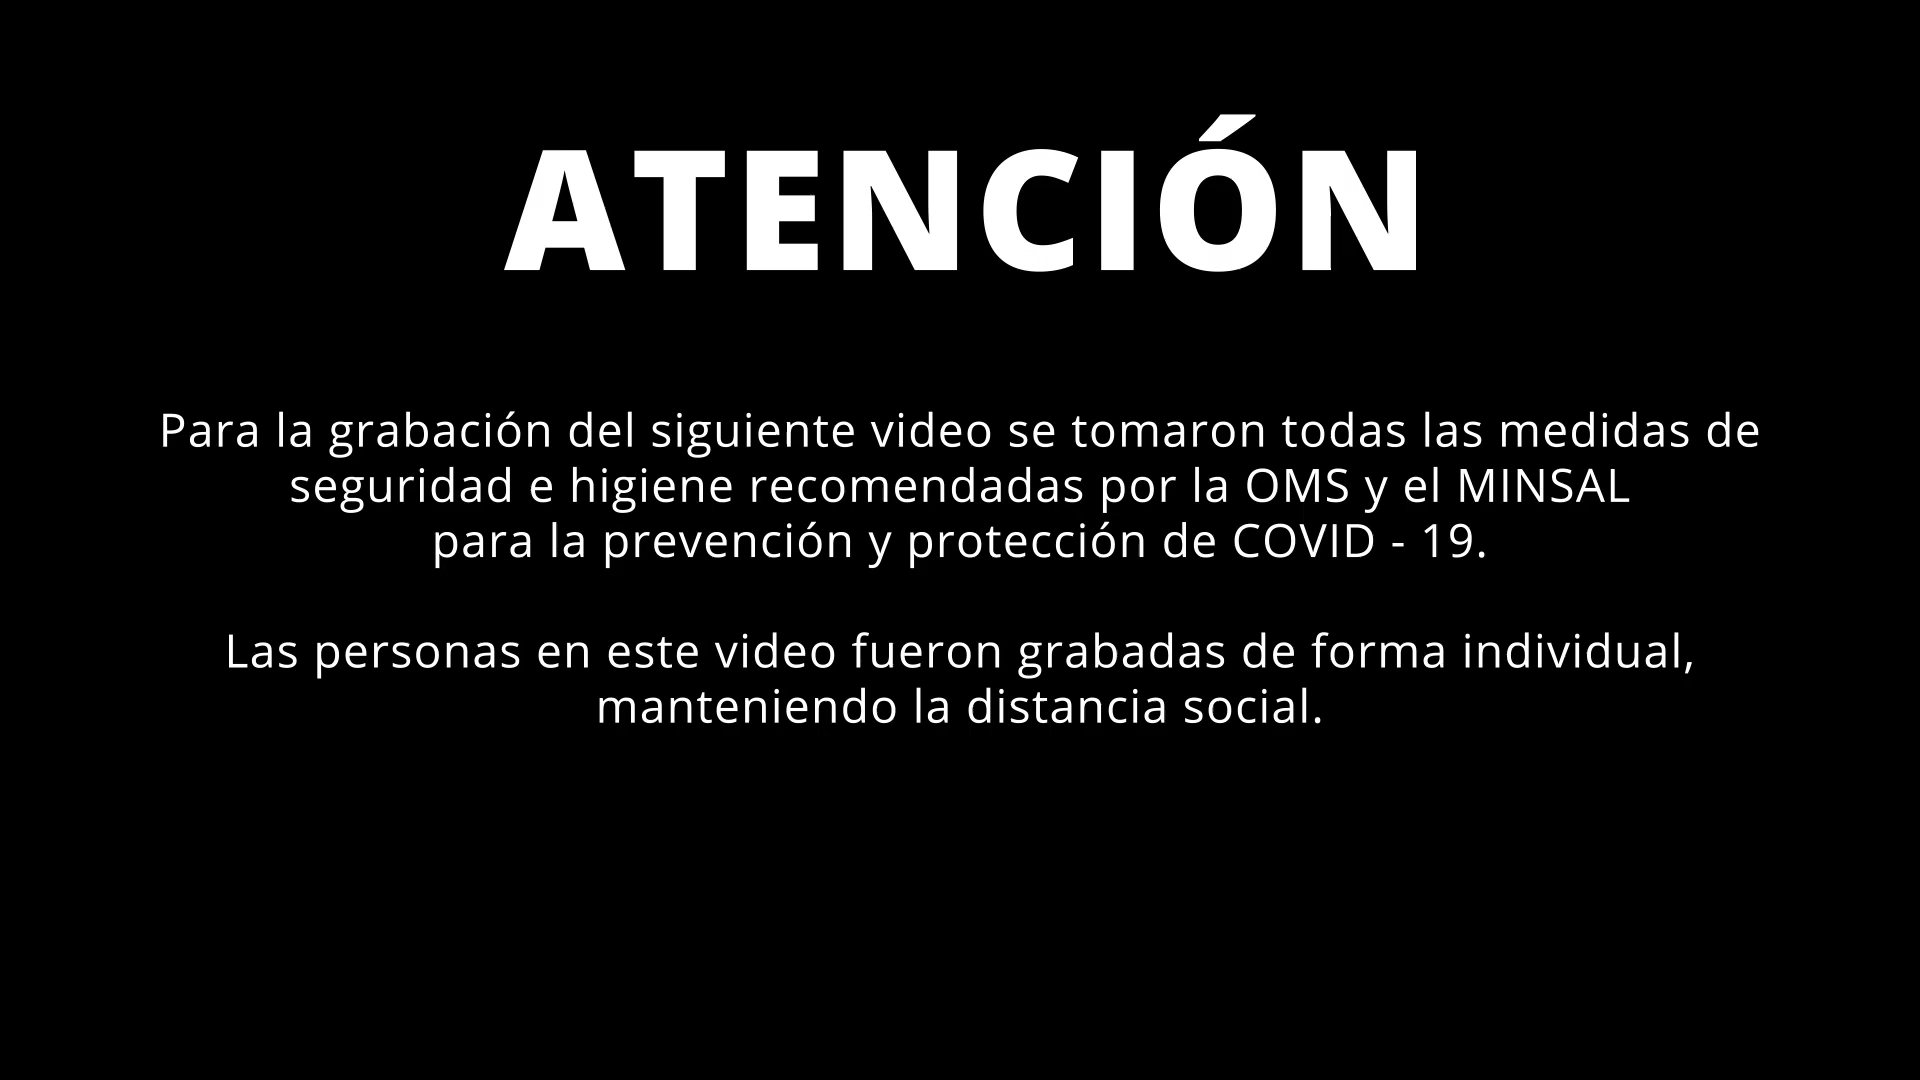 ATENCIÓN
Para la grabación del siguiente video se tomaron todas las medidas de
seguridad e higiene recomendadas por la OMS y el MINSAL
para la prevención y protección de COVID - 19.
Las personas en este video fueron grabadas de forma individual,
manteniendo la distancia social.